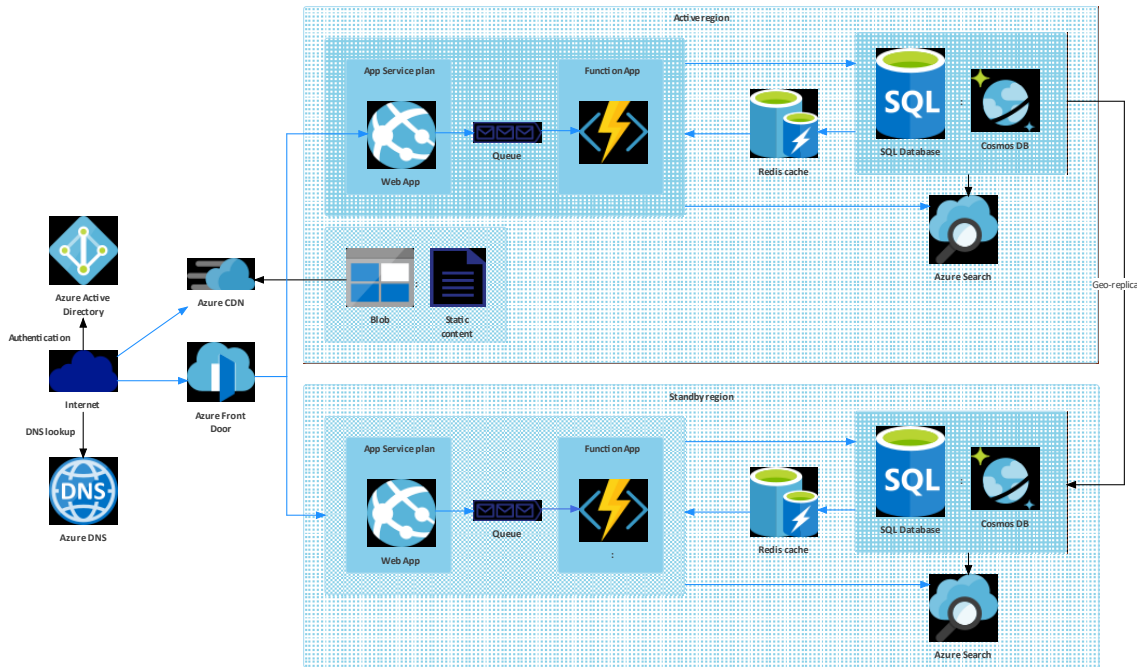 Active region
App Service plan
Function App
SQL
Web App
Queue
Redis cache
SQL Database
Cosmos DB
:
Azure Search
Azure Active
Directory
Authentication
Internet
DNS lookup
DNS
Azure DNS
Azure CDN
Azure Front
Door
Blob
:
Static
content
Geo-replica
Standby region
App Service plan
Function App
SQL
Web App
Queue
:
Redis cache
SQL Database
Cosmos DB
:
Azure Search